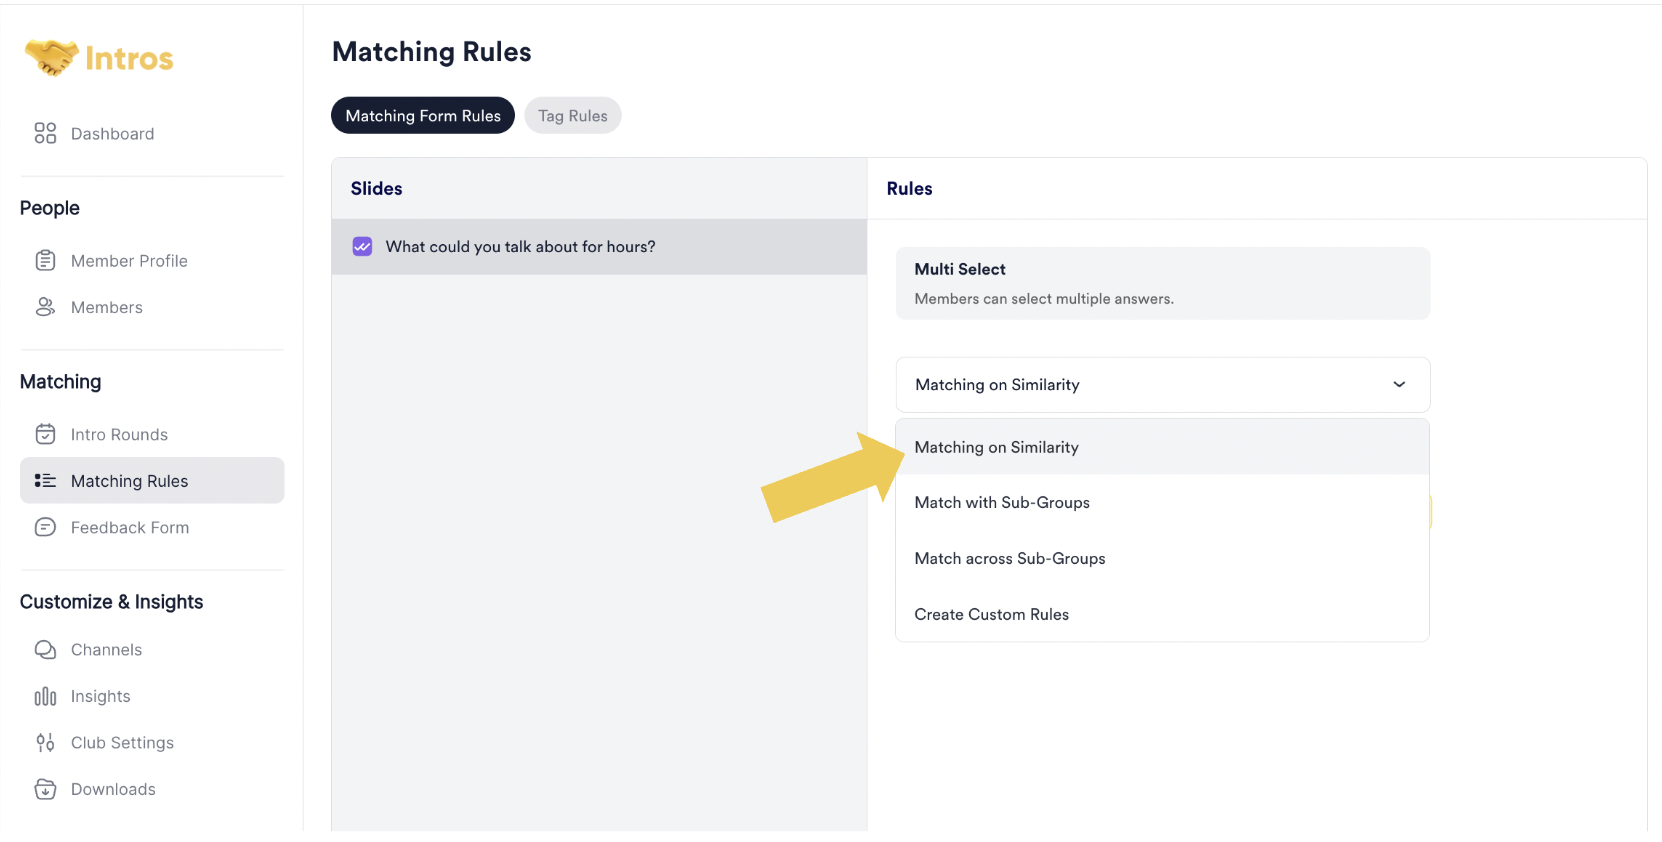 Intros
Dashboard
People
Member Profile
Members
Matching
Intro Rounds
Matching Rules
Feedback Form
Customize & Insights
Channels
Insights
Club Settings
Downloads
Matching Rules
Matching Form Rules
Tag Rules
Slides
What could you talk about for hours?
Rules
Multi Select
Members can select multiple answers.
Matching on Similarity
Matching on Similarity
Match with Sub-Groups
Match across Sub-Groups
Create Custom Rules